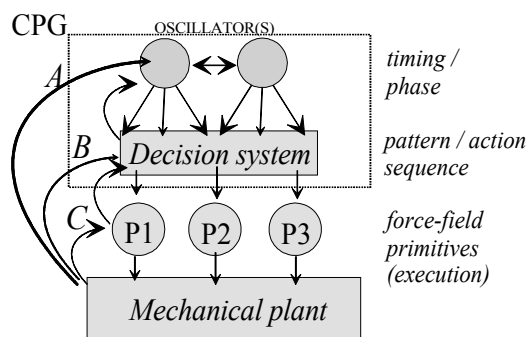 CPG
OSCILLATOR(S)
A
timing /
phase
B
Decision system
pattern / action
sequence
C
P1 P2 P3
force-field
primitives
(execution)
Mechanical plant